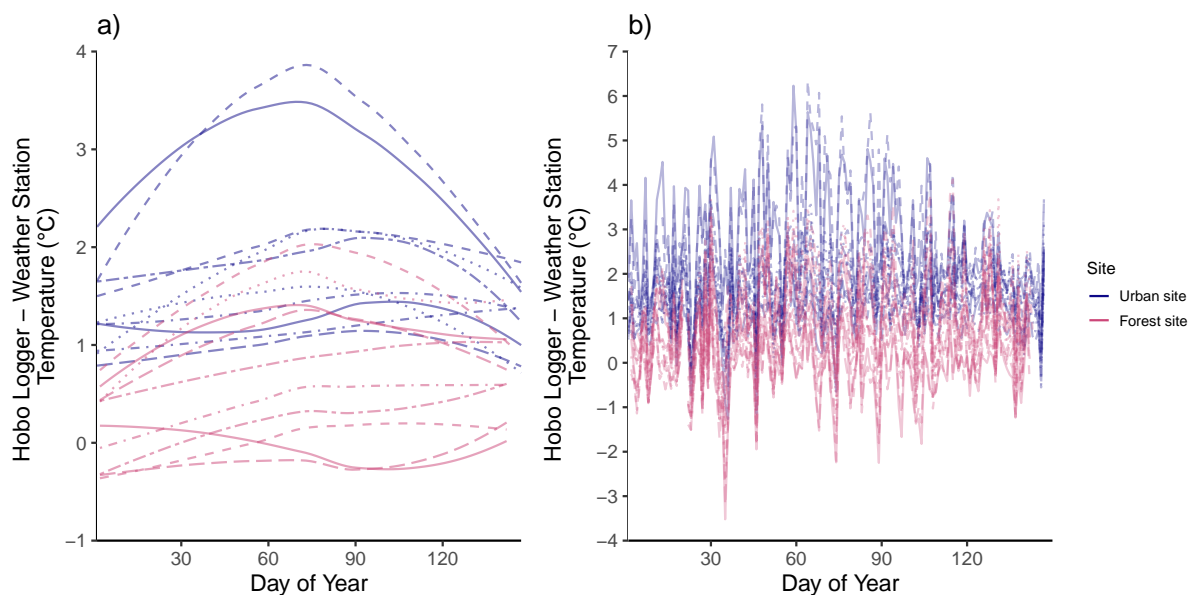 a)
Hobo Logger − Weather Station
Temperature (°C)
4
3
2
1
0
−1
30
60
90
120
Day of Year
b)
Hobo Logger − Weather Station
Temperature (°C)
7
6
5
4
3
2
1
0
−1
−2
−3
−4
30
60
90
120
Day of Year
Site
Urban site
Forest site